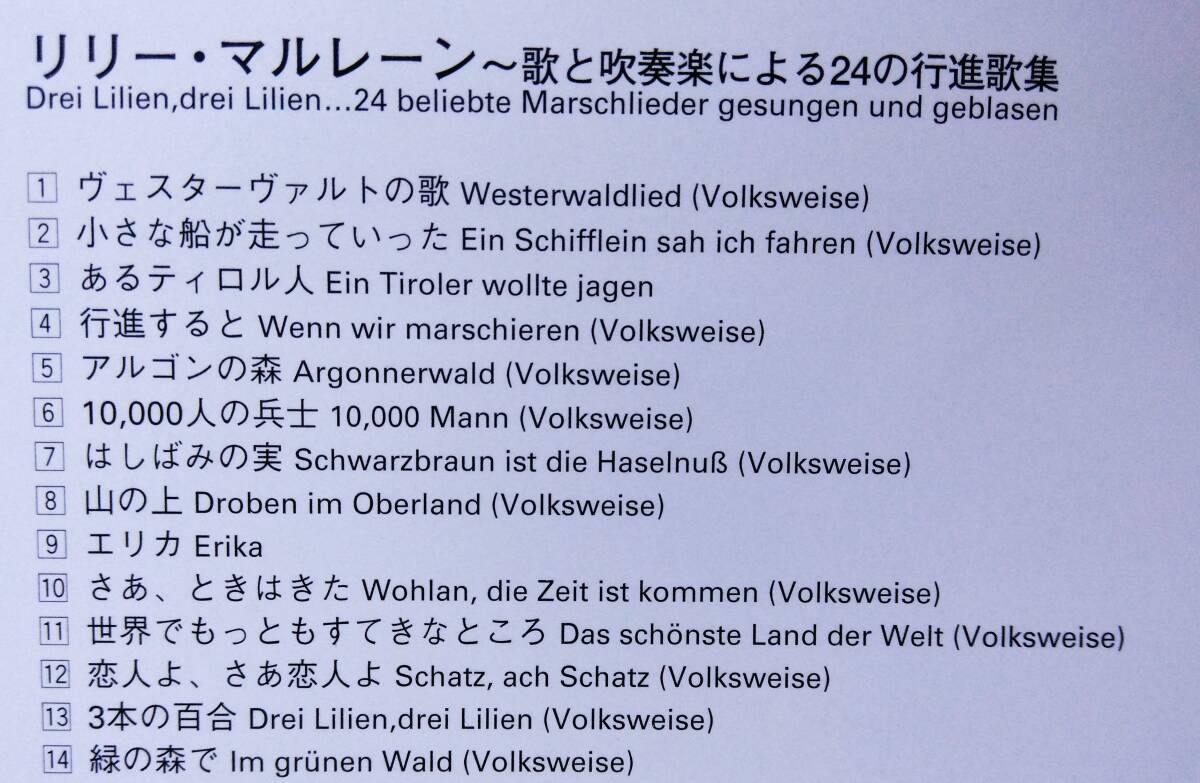 リリー・マルレーン～歌と吹奏楽による24の行進歌集
Drei Lilien,drei Lilien...24 beliebte Marschlieder gesungen und geblasen
1 ヴェスターヴァルトの歌 Westerwaldlied (Volksweise)
2 小さな船が走っていった Ein Schifflein sah ich fahren (Volksweise)
3 あるティロル人 Ein Tiroler wollte jagen
4 行進すると Wenn wir marschieren (Volksweise)
5 アルゴンの森 Argonnerwald (Volksweise)
6 10,000人の兵士 10,000 Mann (Volksweise)
7 はしばみの実 Schwarzbraun ist die Haselnuß (Volksweise)
8 山の上 Droben im Oberland (Volksweise)
9 エリカ Erika
10 さあ、ときはきた Wohlan, die Zeit ist kommen (Volksweise)
11 世界でもっともすてきなところ Das schönste Land der Welt (Volksweise)
12 恋人よ、さあ恋人よ Schatz, ach Schatz (Volksweise)
13 3本の百合 Drei Lilien,drei Lilien (Volksweise)
14 緑の森で Im grünen Wald (Volksweise)